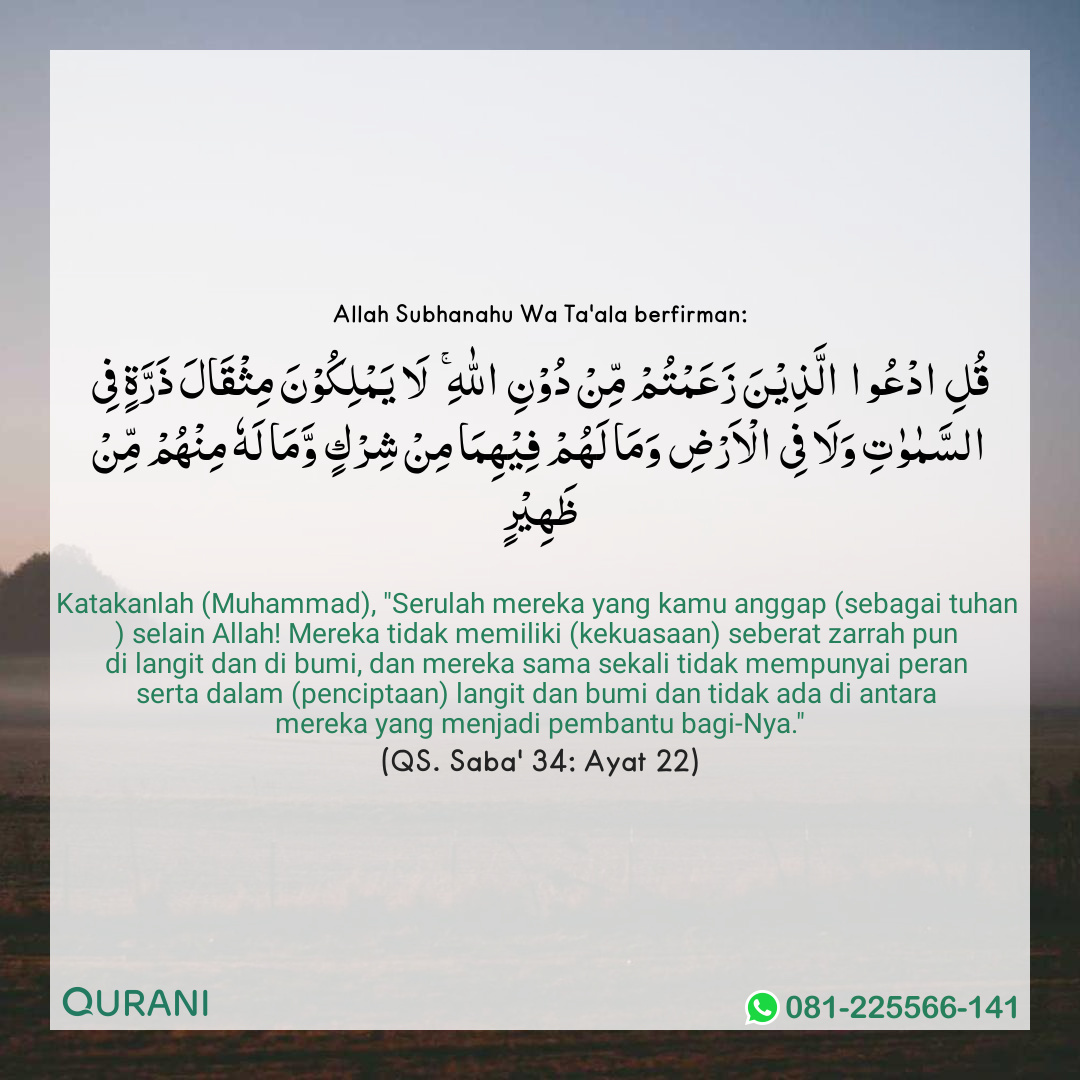 Allah Subhanahu Wa Ta'ala berfirman:
قُلِ ادْعُوا الَّذِيْنَ زَعَمْتُمْ مِّنْ دُوْنِ اللّٰهِ ۚ لَا يَمْلِكُوْنَ مِثْقَالَ ذَرَّةٍ فِى
السَّمٰوٰتِ وَلَا فِى الْاَرْضِ وَمَا لَهُمْ فِيْهِمَا مِنْ شِرْكٍ وَّمَا لَهٗ مِنْهُمْ مِّنْ
ظَهِيْرٍ
Katakanlah (Muhammad), "Serulah mereka yang kamu anggap (sebagai tuhan
) selain Allah! Mereka tidak memiliki (kekuasaan) seberat zarrah pun
di langit dan di bumi, dan mereka sama sekali tidak mempunyai peran
serta dalam (penciptaan) langit dan bumi dan tidak ada di antara
mereka yang menjadi pembantu bagi-Nya."
(QS. Saba' 34: Ayat 22)
QURANI
081-225566-141